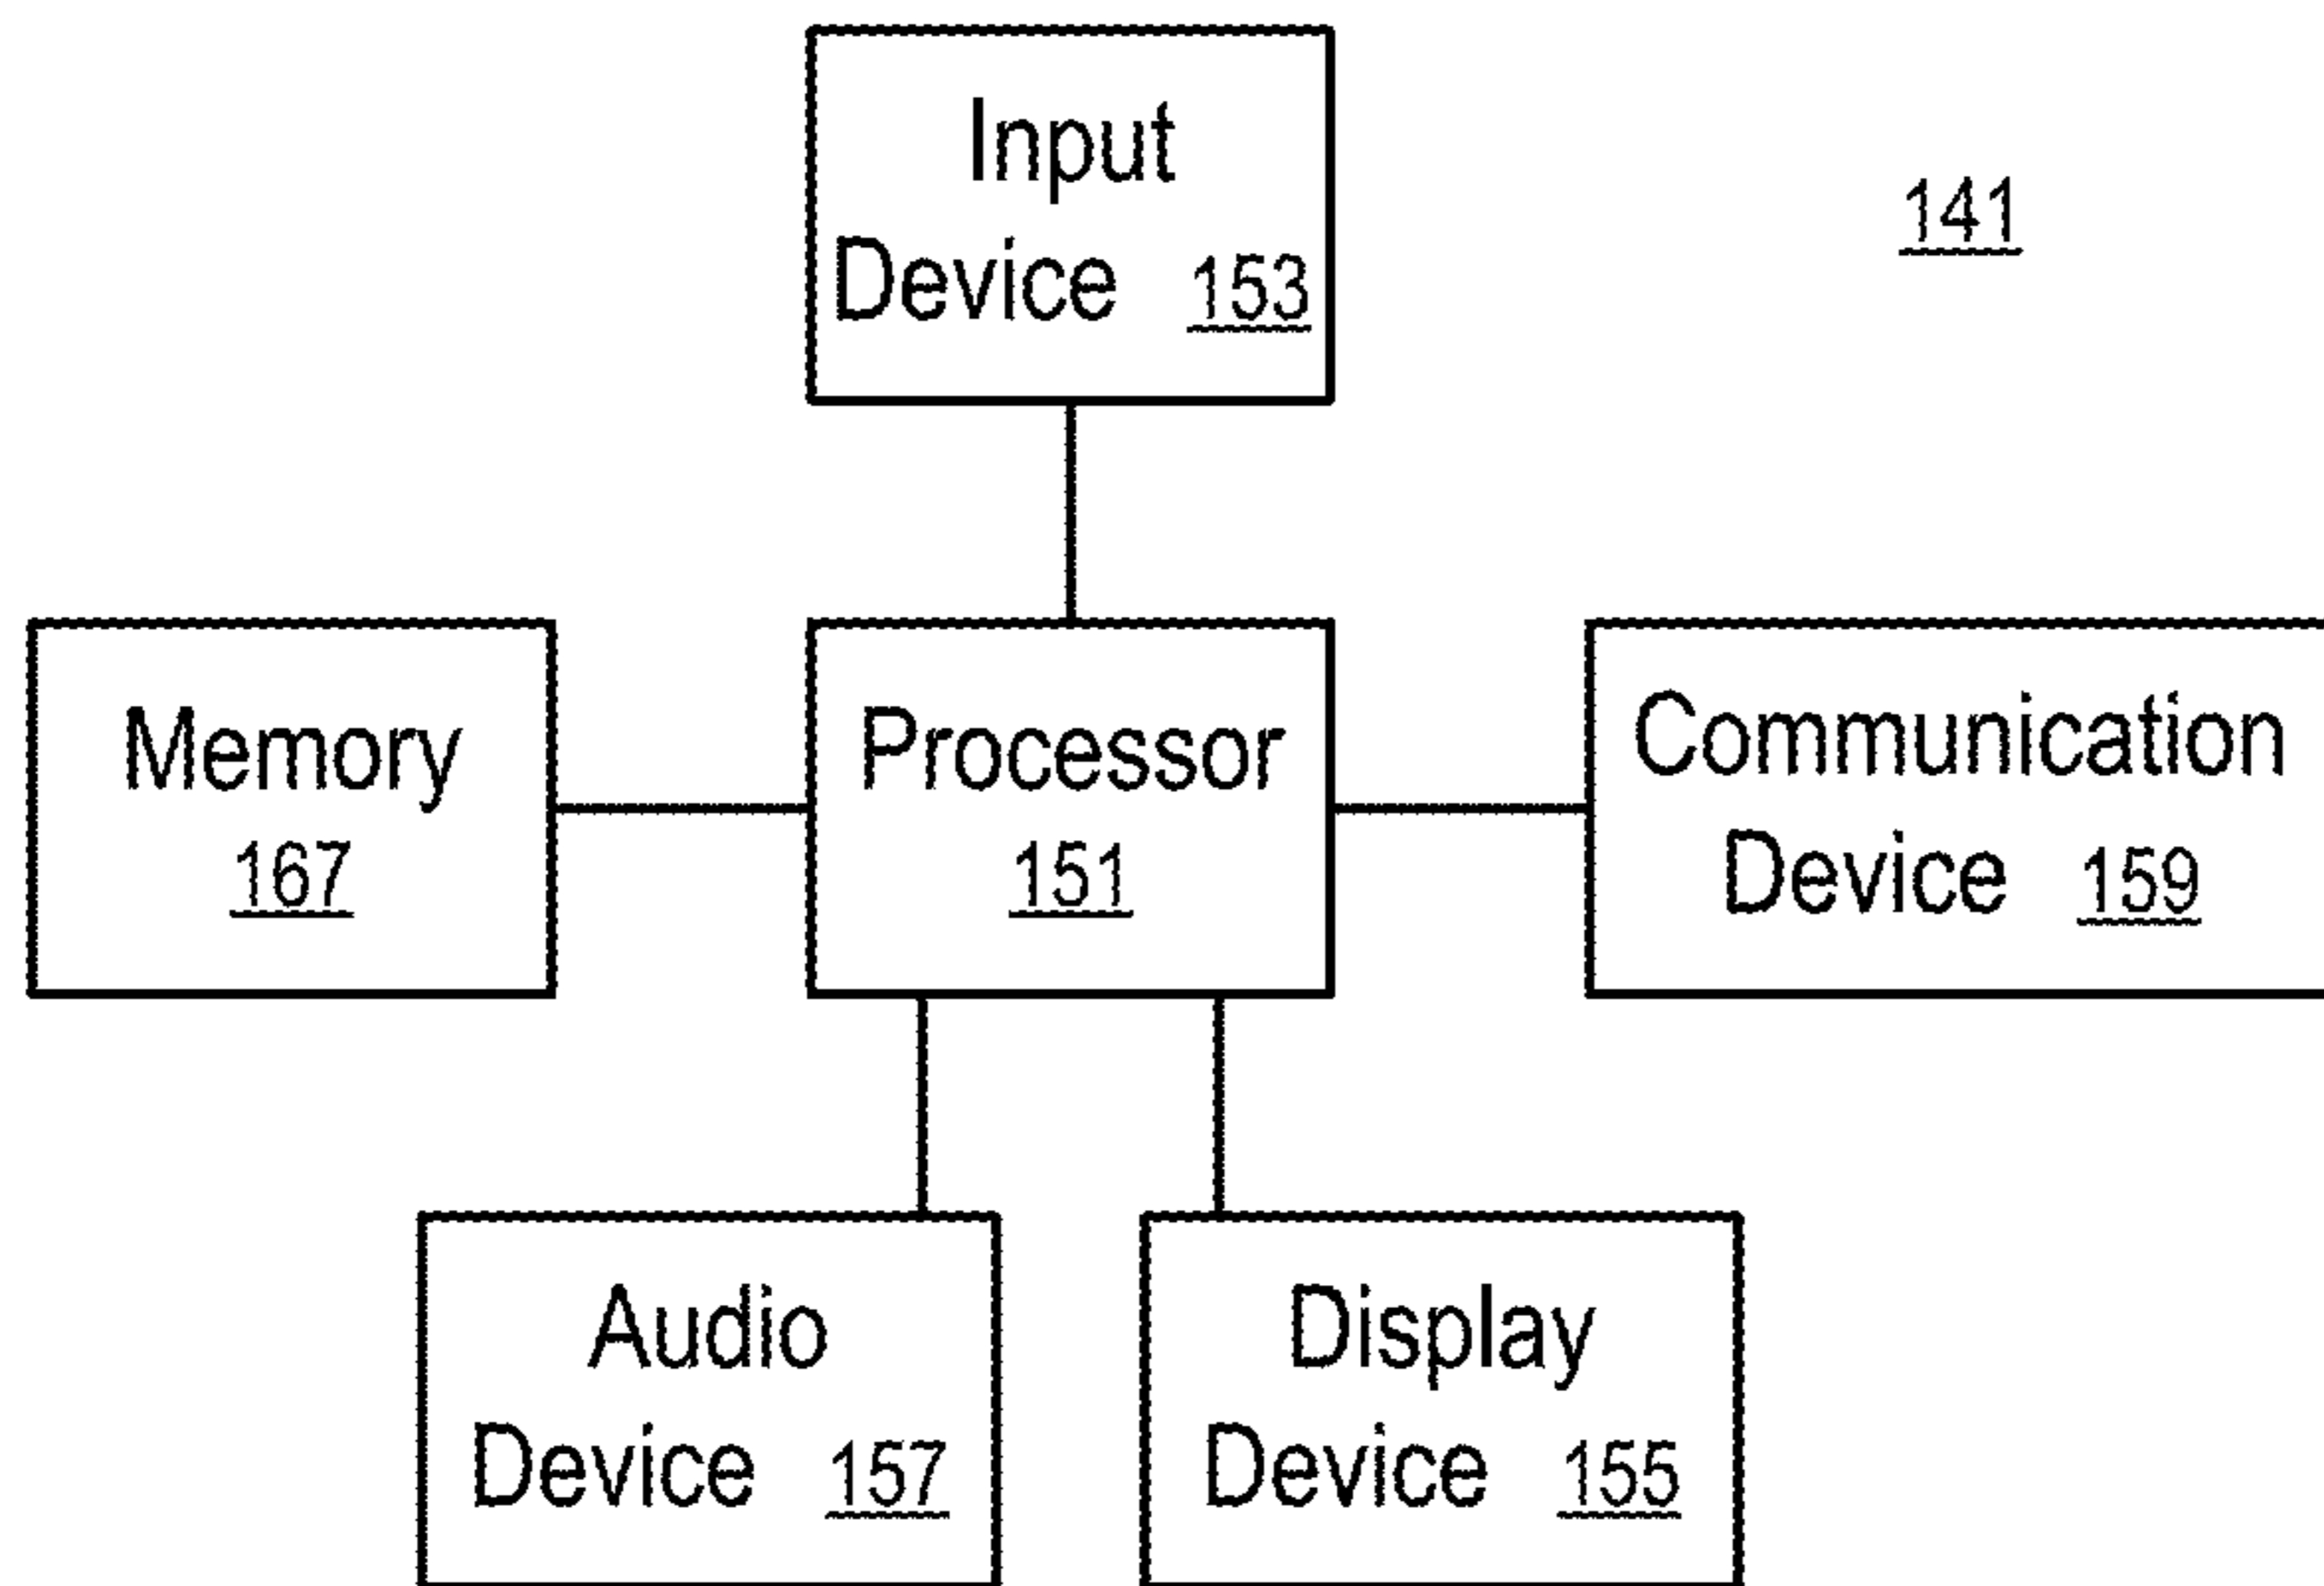 Input
Device 153
141
Memory
167
Processor
151
Communication
Device 159
Audio
Device 157
Display
Device 155